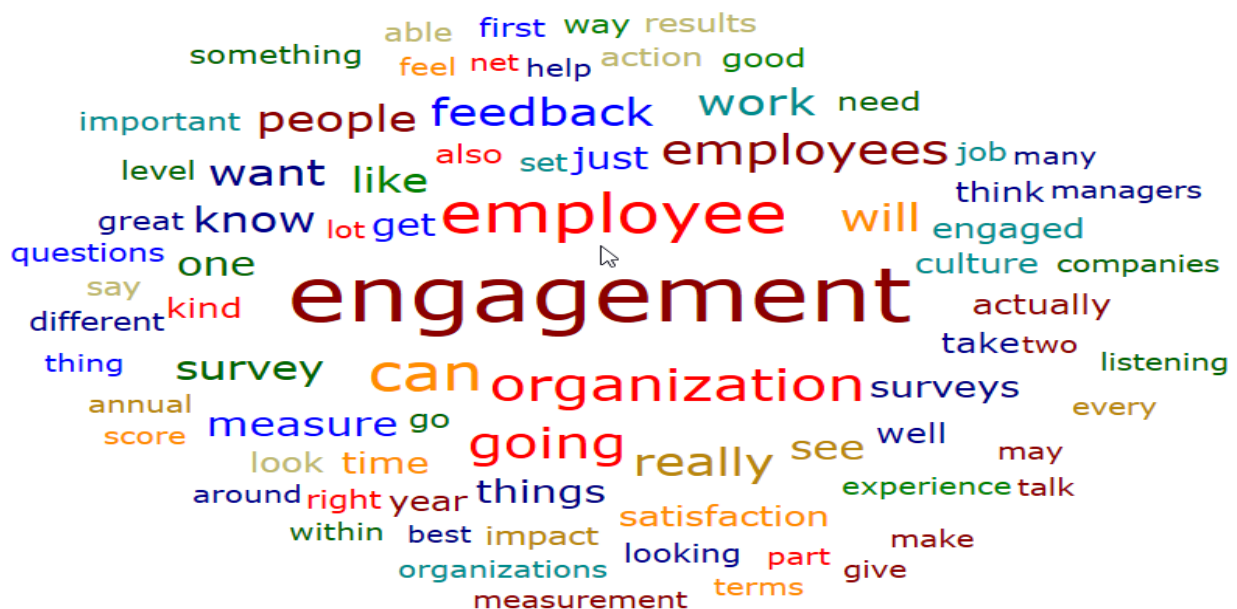 able first way results
something feel net help action good
important people feedback work need
level want like also set just employees job many
great know lot get employee will think managers
questions one engaged
say engagement culture companies
different kind actually
thing survey can organization surveys take two listening
annual measure go going really see well every
score look time may
around right year things experience talk
within best impact satisfaction
organizations looking part give make
measurement terms